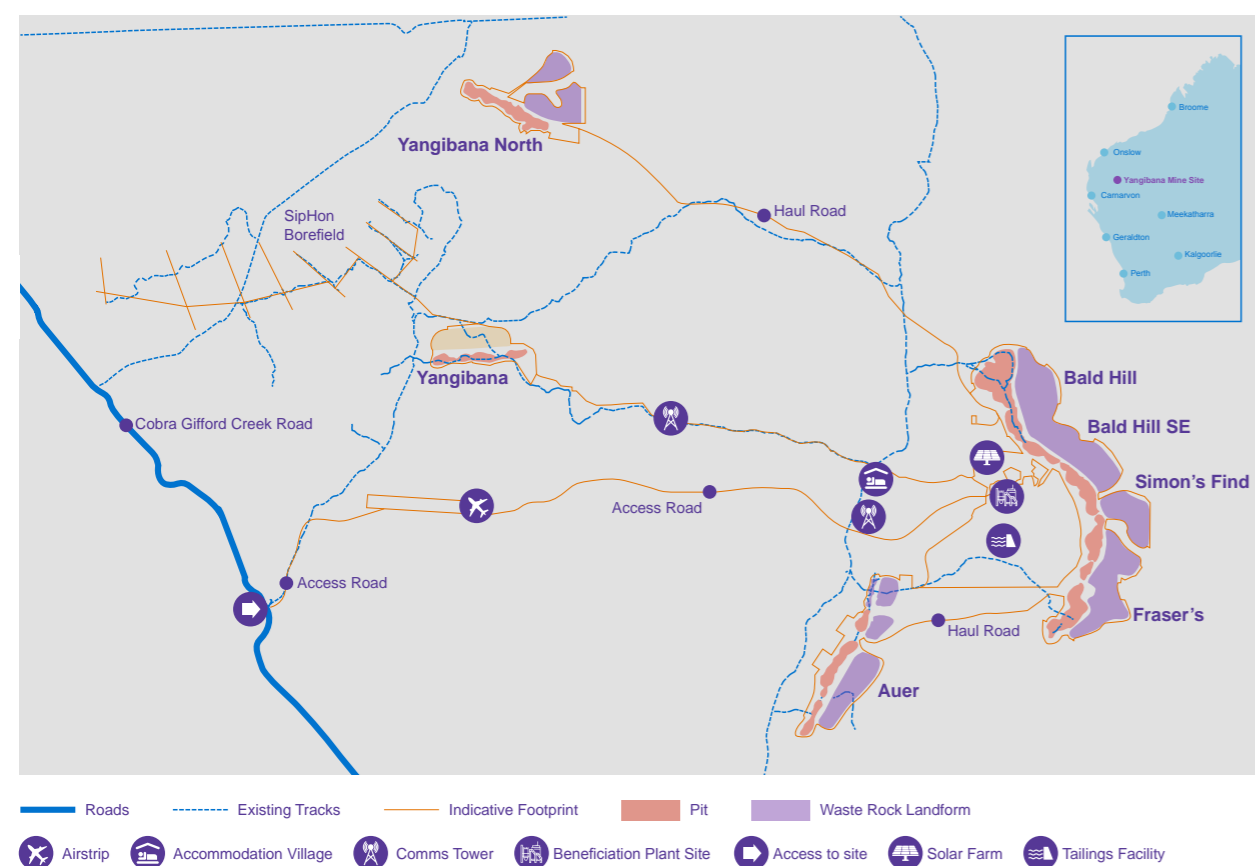 Broome
Onslow
Yangibana Mine Site
Carnarvon
Meekatharra
Geraldton
Kalgoorlie
Perth
Yangibana North
SipHon
Borefield
Haul Road
Yangibana
Bald Hill
Cobra Gifford Creek Road
Bald Hill SE
Simon's Find
Access Road
Access Road
Fraser's
Haul Road
Auer
Roads
Existing Tracks
Indicative Footprint
Pit
Waste Rock Landform
Airstrip
Accommodation Village
Comms Tower
Beneficiation Plant Site
Access to site
Solar Farm
Tailings Facility